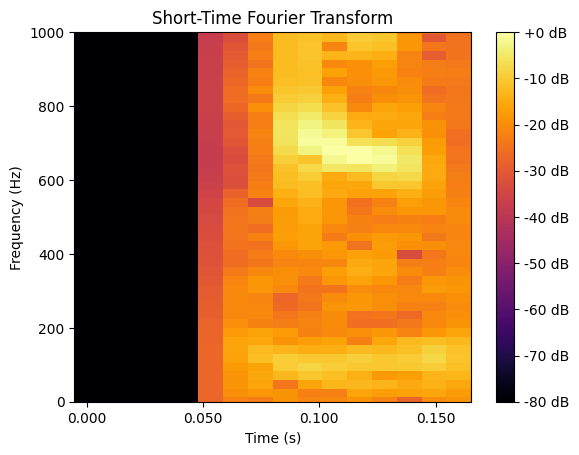 Short-Time Fourier Transform
1000
800
600
400
200
0
Frequency (Hz)
0.000
0.050
0.100
0.150
Time (s)
+0 dB
-10 dB
-20 dB
-30 dB
-40 dB
-50 dB
-60 dB
-70 dB
-80 dB